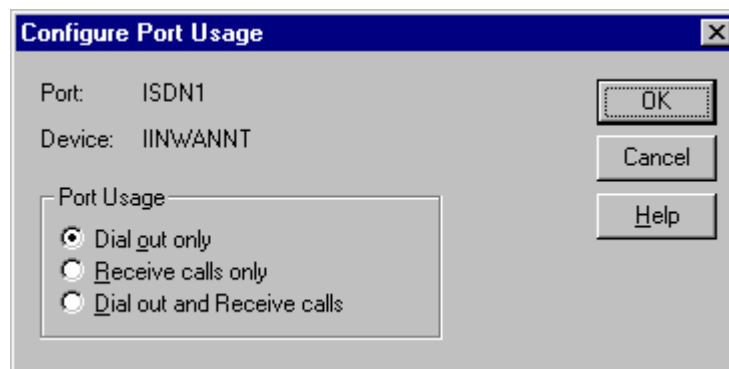 Configure Port Usage
Port: ISDN1
Device: IINWANNT
Port Usage
Dial out only
Receive calls only
Dial out and Receive calls
OK
Cancel
Help